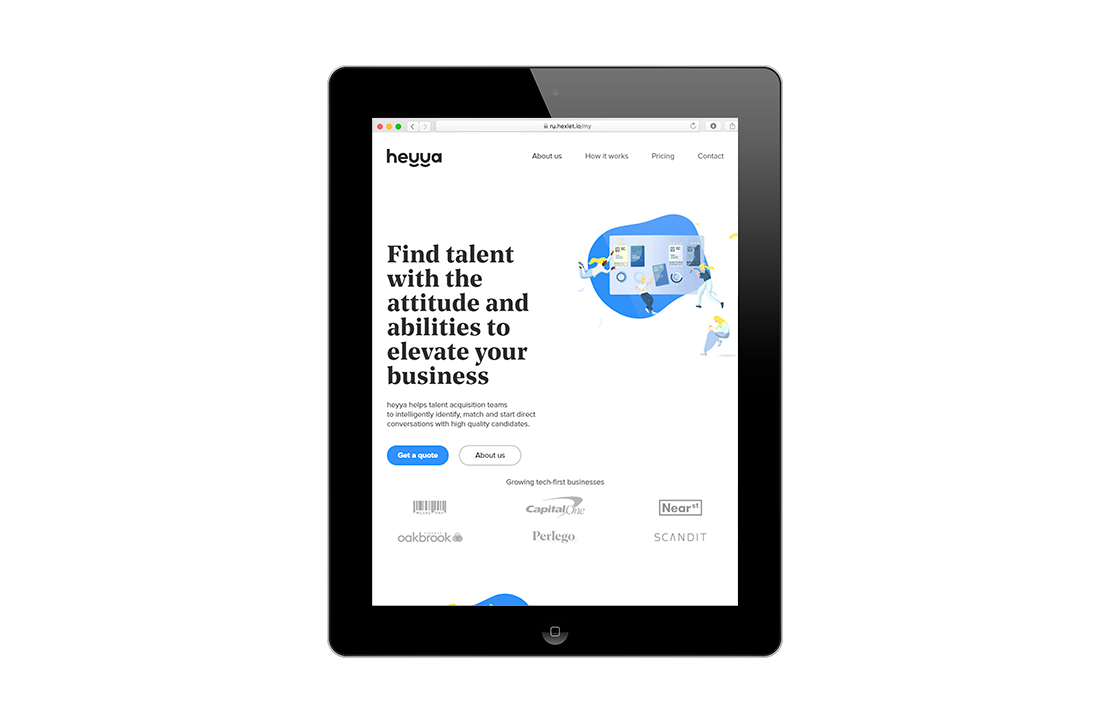 ru.hexlet.io/my
heyya
About us
How it works
Pricing
Contact
Find talent
with the
attitude and
abilities to
elevate your
business
heyya helps talent acquisition teams
to intelligently identify, match and start direct
conversations with high quality candidates.
Get a quote
About us
Growing tech-first businesses
CapitalOne
Near st
oakbrook
Perlego
SCANDIT